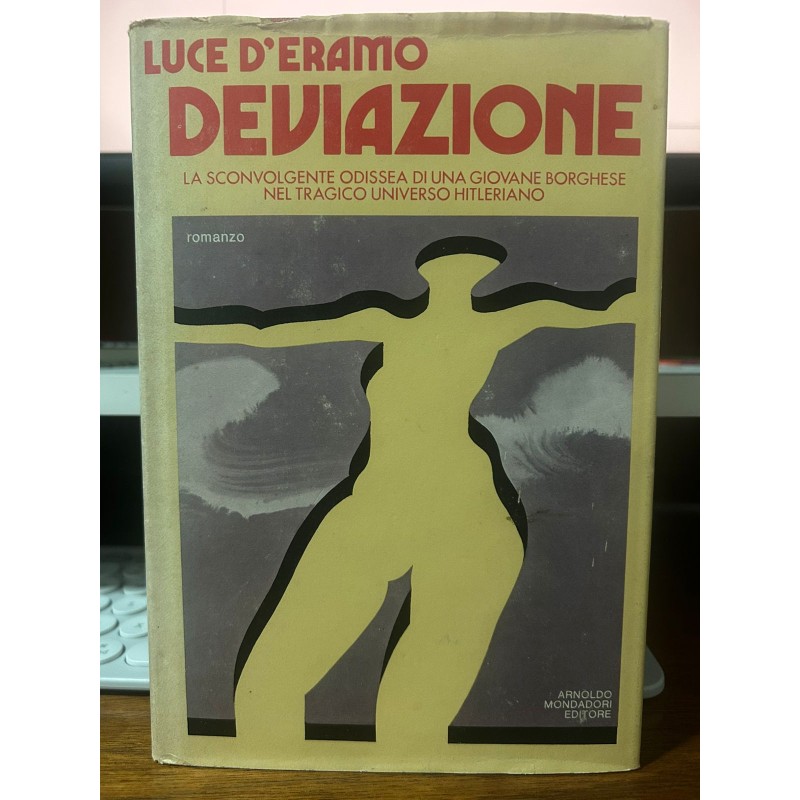 LUCE D'ERAMO
DEVIAZIONE
LA SCONVOLGENTE ODISSEA DI UNA GIOVANE BORGHESE
NEL TRAGICO UNIVERSO HITLERIANO
romanzo
ARNOLDO
MONDADORI
EDITORE